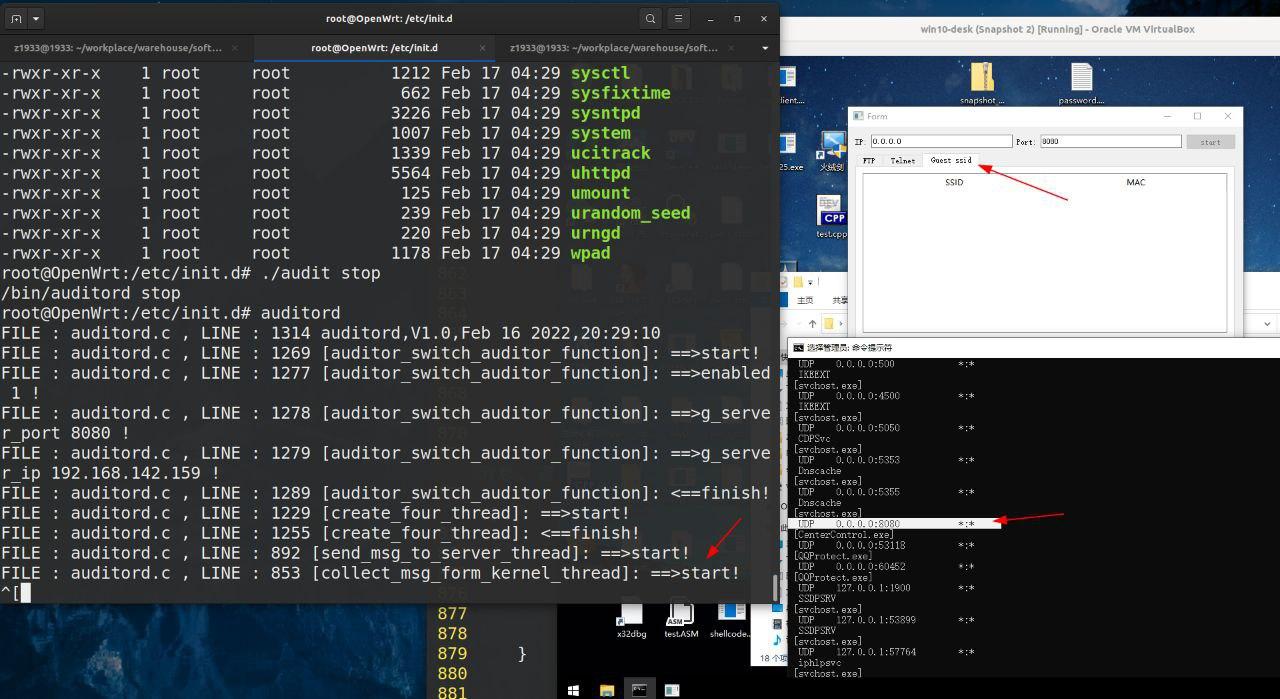 root@OpenWrt: /etc/init.d
z1933@1933: ~/workplace/warehouse/soft...
root@OpenWrt: /etc/init.d
z1933@1933: ~/workplace/warehouse/soft...
-rwxr-xr-x 1 root root 1212 Feb 17 04:29 sysctl
-rwxr-xr-x 1 root root 662 Feb 17 04:29 sysfixtime
-rwxr-xr-x 1 root root 3226 Feb 17 04:29 sysntpd
-rwxr-xr-x 1 root root 1007 Feb 17 04:29 system
-rwxr-xr-x 1 root root 1339 Feb 17 04:29 ucitrack
-rwxr-xr-x 1 root root 5564 Feb 17 04:29 uhttpd
-rwxr-xr-x 1 root root 125 Feb 17 04:29 umount
-rwxr-xr-x 1 root root 239 Feb 17 04:29 urandom_seed
-rwxr-xr-x 1 root root 220 Feb 17 04:29 urngd
-rwxr-xr-x 1 root root 1178 Feb 17 04:29 wpad
root@OpenWrt:/etc/init.d# ./audit stop
/bin/auditord stop
root@OpenWrt:/etc/init.d# auditord
FILE : auditord.c , LINE : 1314 auditord,V1.0,Feb 16 2022,20:29:10
FILE : auditord.c , LINE : 1269 [auditor_switch_auditor_function]: ==>start!
FILE : auditord.c , LINE : 1277 [auditor_switch_auditor_function]: ==>enabled
1 !
FILE : auditord.c , LINE : 1278 [auditor_switch_auditor_function]: ==>g_serve
r_port 8080 !
FILE : auditord.c , LINE : 1279 [auditor_switch_auditor_function]: ==>g_serve
r_ip 192.168.142.159 !
FILE : auditord.c , LINE : 1289 [auditor_switch_auditor_function]: <==finish!
FILE : auditord.c , LINE : 1229 [create_four_thread]: ==>start!
FILE : auditord.c , LINE : 1255 [create_four_thread]: <==finish!
FILE : auditord.c , LINE : 892 [send_msg_to_server_thread]: ==>start!
FILE : auditord.c , LINE : 853 [collect_msg_form_kernel_thread]: ==>start!
^[
877
878
879 }
880
881
win10-desk (Snapshot 2) [Running] - Oracle VM VirtualBox
snapshot_...
password....
lient....
25.exe
火绒剑
test.cpp
Form
IP: 0.0.0.0 Port: 8080 start
FTP Telnet Guest ssid
SSID MAC
主页 共享
选择管理员: 命令提示符
UDP 0.0.0.0:500 *:*
IKEEXT
[svchost.exe]
UDP 0.0.0.0:4500 *:*
IKEEXT
[svchost.exe]
UDP 0.0.0.0:5050 *:*
CDPSvc
[svchost.exe]
UDP 0.0.0.0:5353 *:*
Dnscache
[svchost.exe]
UDP 0.0.0.0:5355 *:*
Dnscache
[svchost.exe]
UDP 0.0.0.0:8080 *:*
[CenterControl.exe]
UDP 0.0.0.0:53118 *:*
[QQProtect.exe]
UDP 0.0.0.0:60452 *:*
[QQProtect.exe]
UDP 127.0.0.1:1900 *:*
SSDPSRV
[svchost.exe]
UDP 127.0.0.1:53899 *:*
SSDPSRV
[svchost.exe]
UDP 127.0.0.1:57764 *:*
iphlpsvc
[svchost.exe]
x32dbg
test.ASM
shellcode...
18 个项